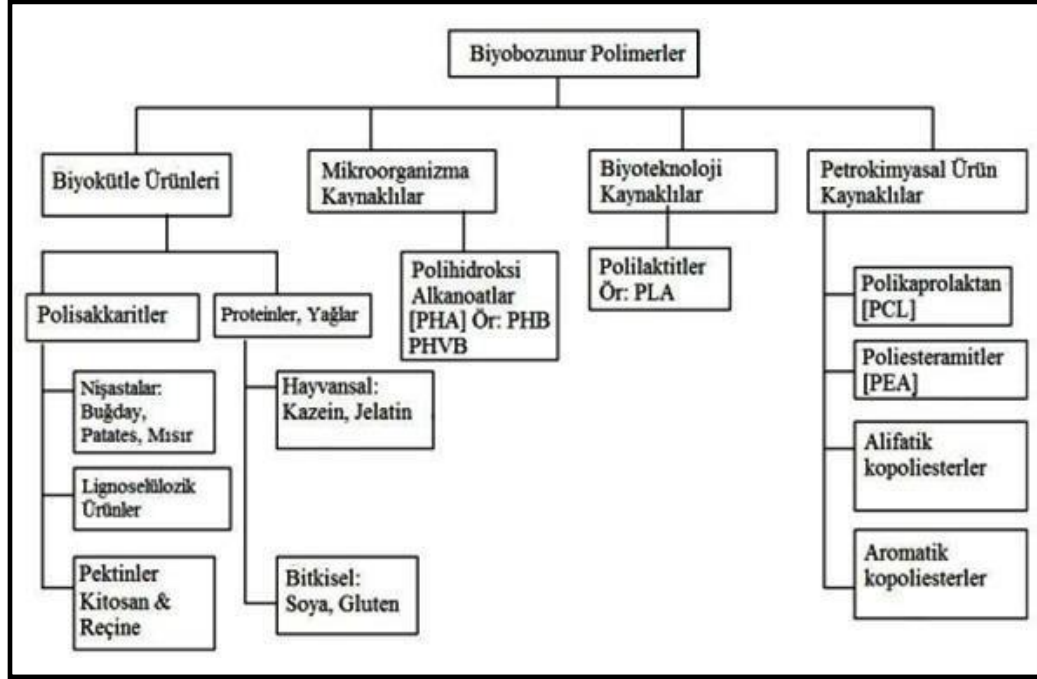 Biyobozunur Polimerler
Biyokütle Ürünleri
Mikroorganizma
Kaynaklılar
Biyoteknoloji
Kaynaklılar
Petrokimyasal Ürün
Kaynaklılar
Polisakkaritler
Proteinler, Yağlar
Polihidroksi
Alkanoatlar
[PHA] Ör: PHB
PHVB
Polilaktitler
Ör: PLA
Polikaprolaktan
[PCL]
Poliesteramitler
[PEA]
Alifatik
kopoliesterler
Aromatik
kopoliesterler
Nişastalar:
Buğday,
Patates, Mısır
Lignoselülozik
Ürünler
Pektinler
Kitosan &
Reçine
Hayvansal:
Kazein, Jelatin
Bitkisel:
Soya, Gluten